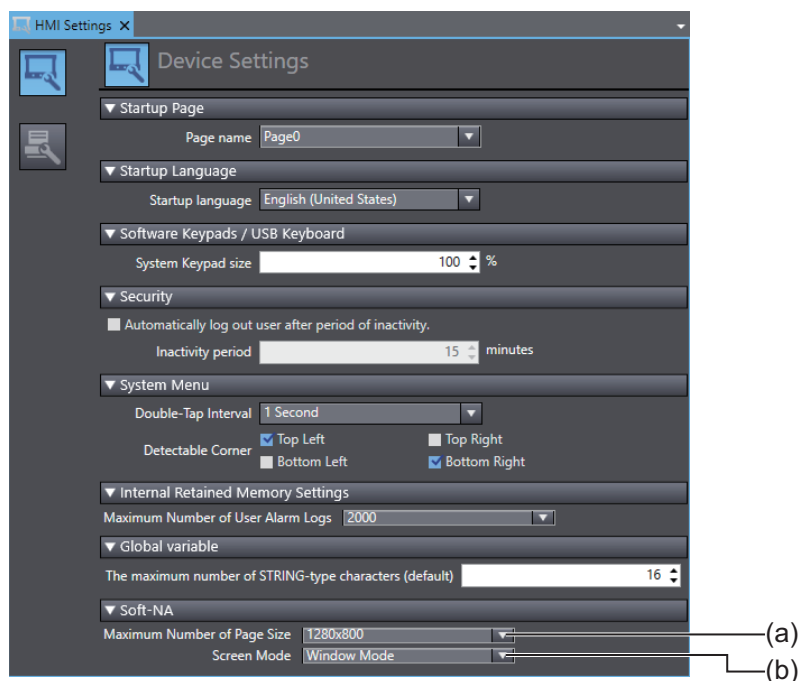 HMI Settings
Device Settings
Startup Page
Page name Page0
Startup Language
Startup language English (United States)
Software Keypads / USB Keyboard
System Keypad size 100 %
Security
Automatically log out user after period of inactivity.
Inactivity period 15 minutes
System Menu
Double-Tap Interval 1 Second
Detectable Corner Top Left Top Right
Bottom Left Bottom Right
Internal Retained Memory Settings
Maximum Number of User Alarm Logs 2000
Global variable
The maximum number of STRING-type characters (default) 16
Soft-NA
Maximum Number of Page Size 1280x800 (a)
Screen Mode Window Mode (b)